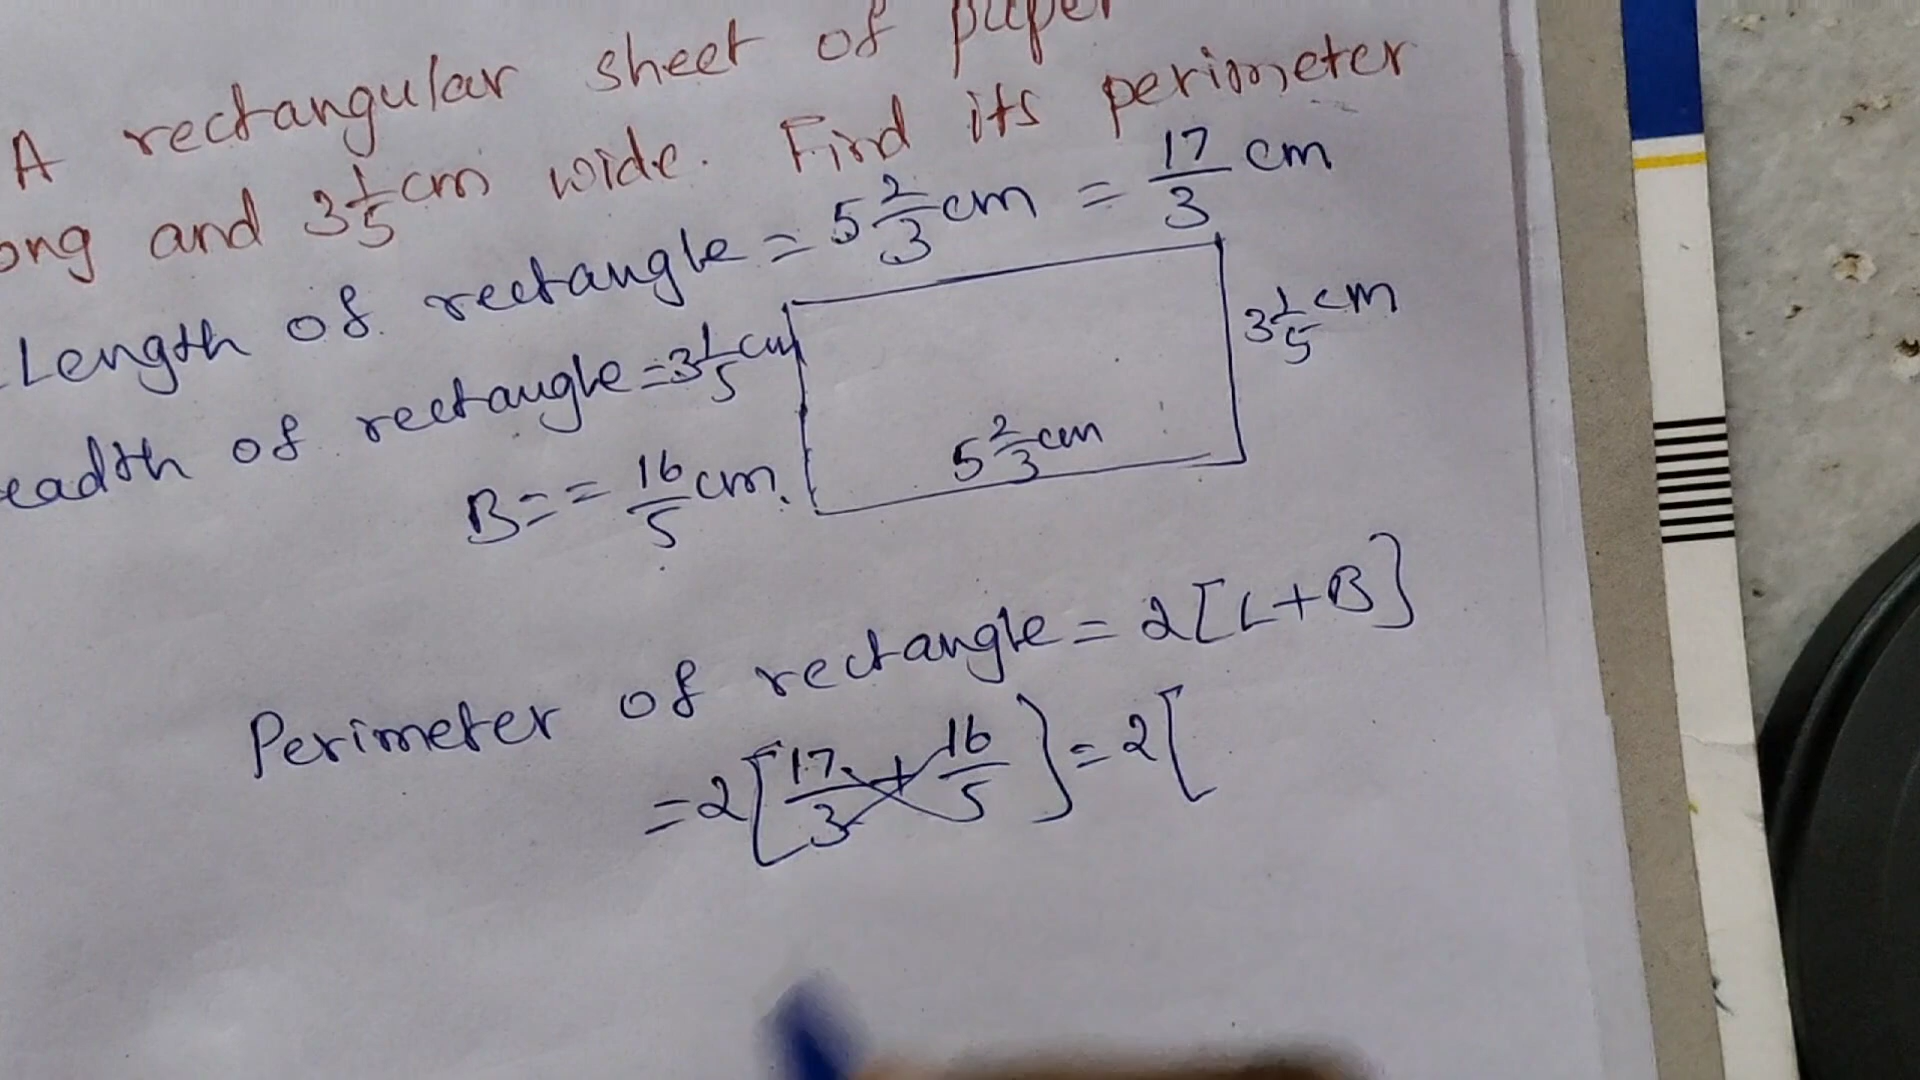 A rectangular sheet of paper
ong and 3 1/5 cm wide. Find its perimeter
Length of rectangle = 5 2/3 cm = 17/3 cm
eadth of rectangle = 3 1/5 cm
3 1/5 cm
B = = 16/5 cm.
5 2/3 cm
Perimeter of rectangle = 2[L+B]
= 2[17/3 + 16/5] = 2[